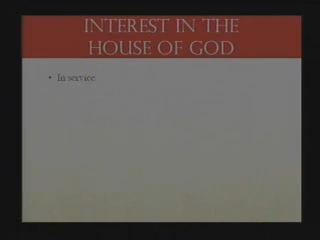 INTEREST IN THE
HOUSE OF GOD
• In service